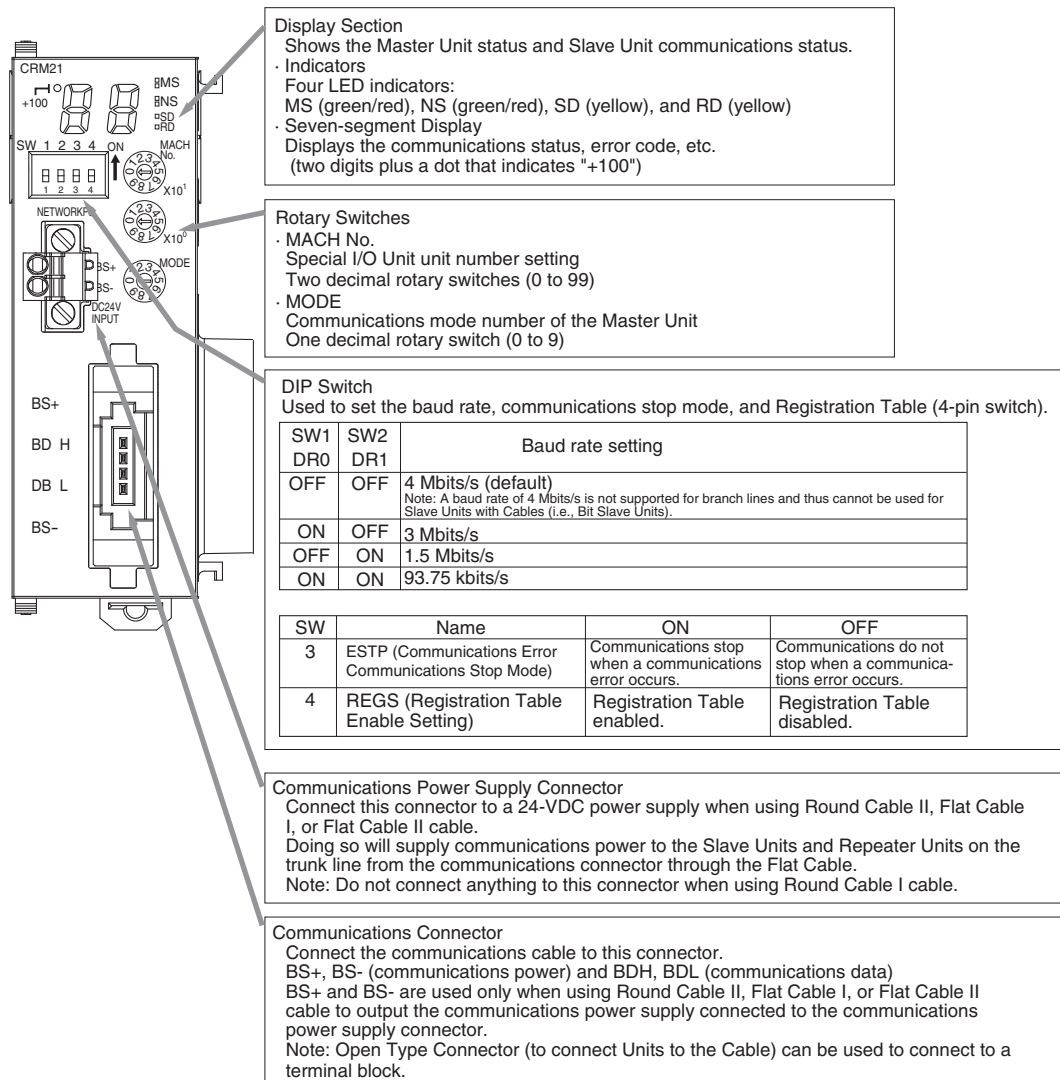 CRM21
+100
MS
NS
SD
RD
SW 1 2 3 4 ON
MACH
No.
1 2 3 4
X10¹
X10⁰
BS+
BS-
MODE
DC24V
INPUT
BS+
BD H
DB L
BS-
Display Section
Shows the Master Unit status and Slave Unit communications status.
· Indicators
Four LED indicators:
MS (green/red), NS (green/red), SD (yellow), and RD (yellow)
· Seven-segment Display
Displays the communications status, error code, etc.
(two digits plus a dot that indicates "+100")
Rotary Switches
· MACH No.
Special I/O Unit unit number setting
Two decimal rotary switches (0 to 99)
· MODE
Communications mode number of the Master Unit
One decimal rotary switch (0 to 9)
DIP Switch
Used to set the baud rate, communications stop mode, and Registration Table (4-pin switch).
SW1 SW2 Baud rate setting
DR0 DR1
OFF OFF 4 Mbits/s (default)
Note: A baud rate of 4 Mbits/s is not supported for branch lines and thus cannot be used for
Slave Units with Cables (i.e., Bit Slave Units).
ON OFF 3 Mbits/s
OFF ON 1.5 Mbits/s
ON ON 93.75 kbits/s
SW Name ON OFF
3 ESTP (Communications Error Communications Stop Mode) Communications stop when a communications error occurs. Communications do not stop when a communica-tions error occurs.
4 REGS (Registration Table Enable Setting) Registration Table enabled. Registration Table disabled.
Communications Power Supply Connector
Connect this connector to a 24-VDC power supply when using Round Cable II, Flat Cable
I, or Flat Cable II cable.
Doing so will supply communications power to the Slave Units and Repeater Units on the
trunk line from the communications connector through the Flat Cable.
Note: Do not connect anything to this connector when using Round Cable I cable.
Communications Connector
Connect the communications cable to this connector.
BS+, BS- (communications power) and BDH, BDL (communications data)
BS+ and BS- are used only when using Round Cable II, Flat Cable I, or Flat Cable II
cable to output the communications power supply connected to the communications
power supply connector.
Note: Open Type Connector (to connect Units to the Cable) can be used to connect to a
terminal block.